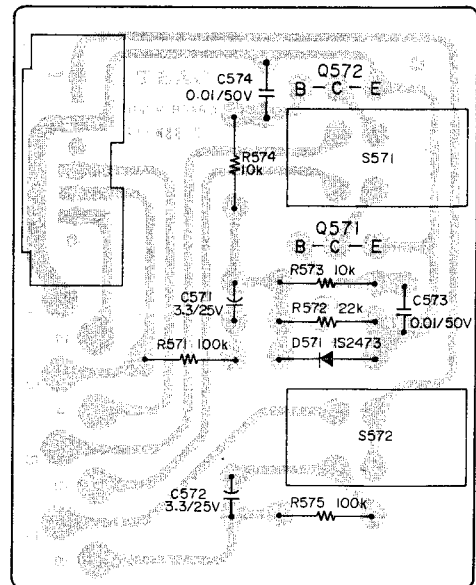 C574
0.01/50V
Q572
B-C-E
R574
10k
S571
Q571
B-C-E
R573 10k
C571
3.3/25V
C573
0.01/50V
R572 22k
R571 100k
D571 1S2473
S572
C572
3.3/25V
R575 100k